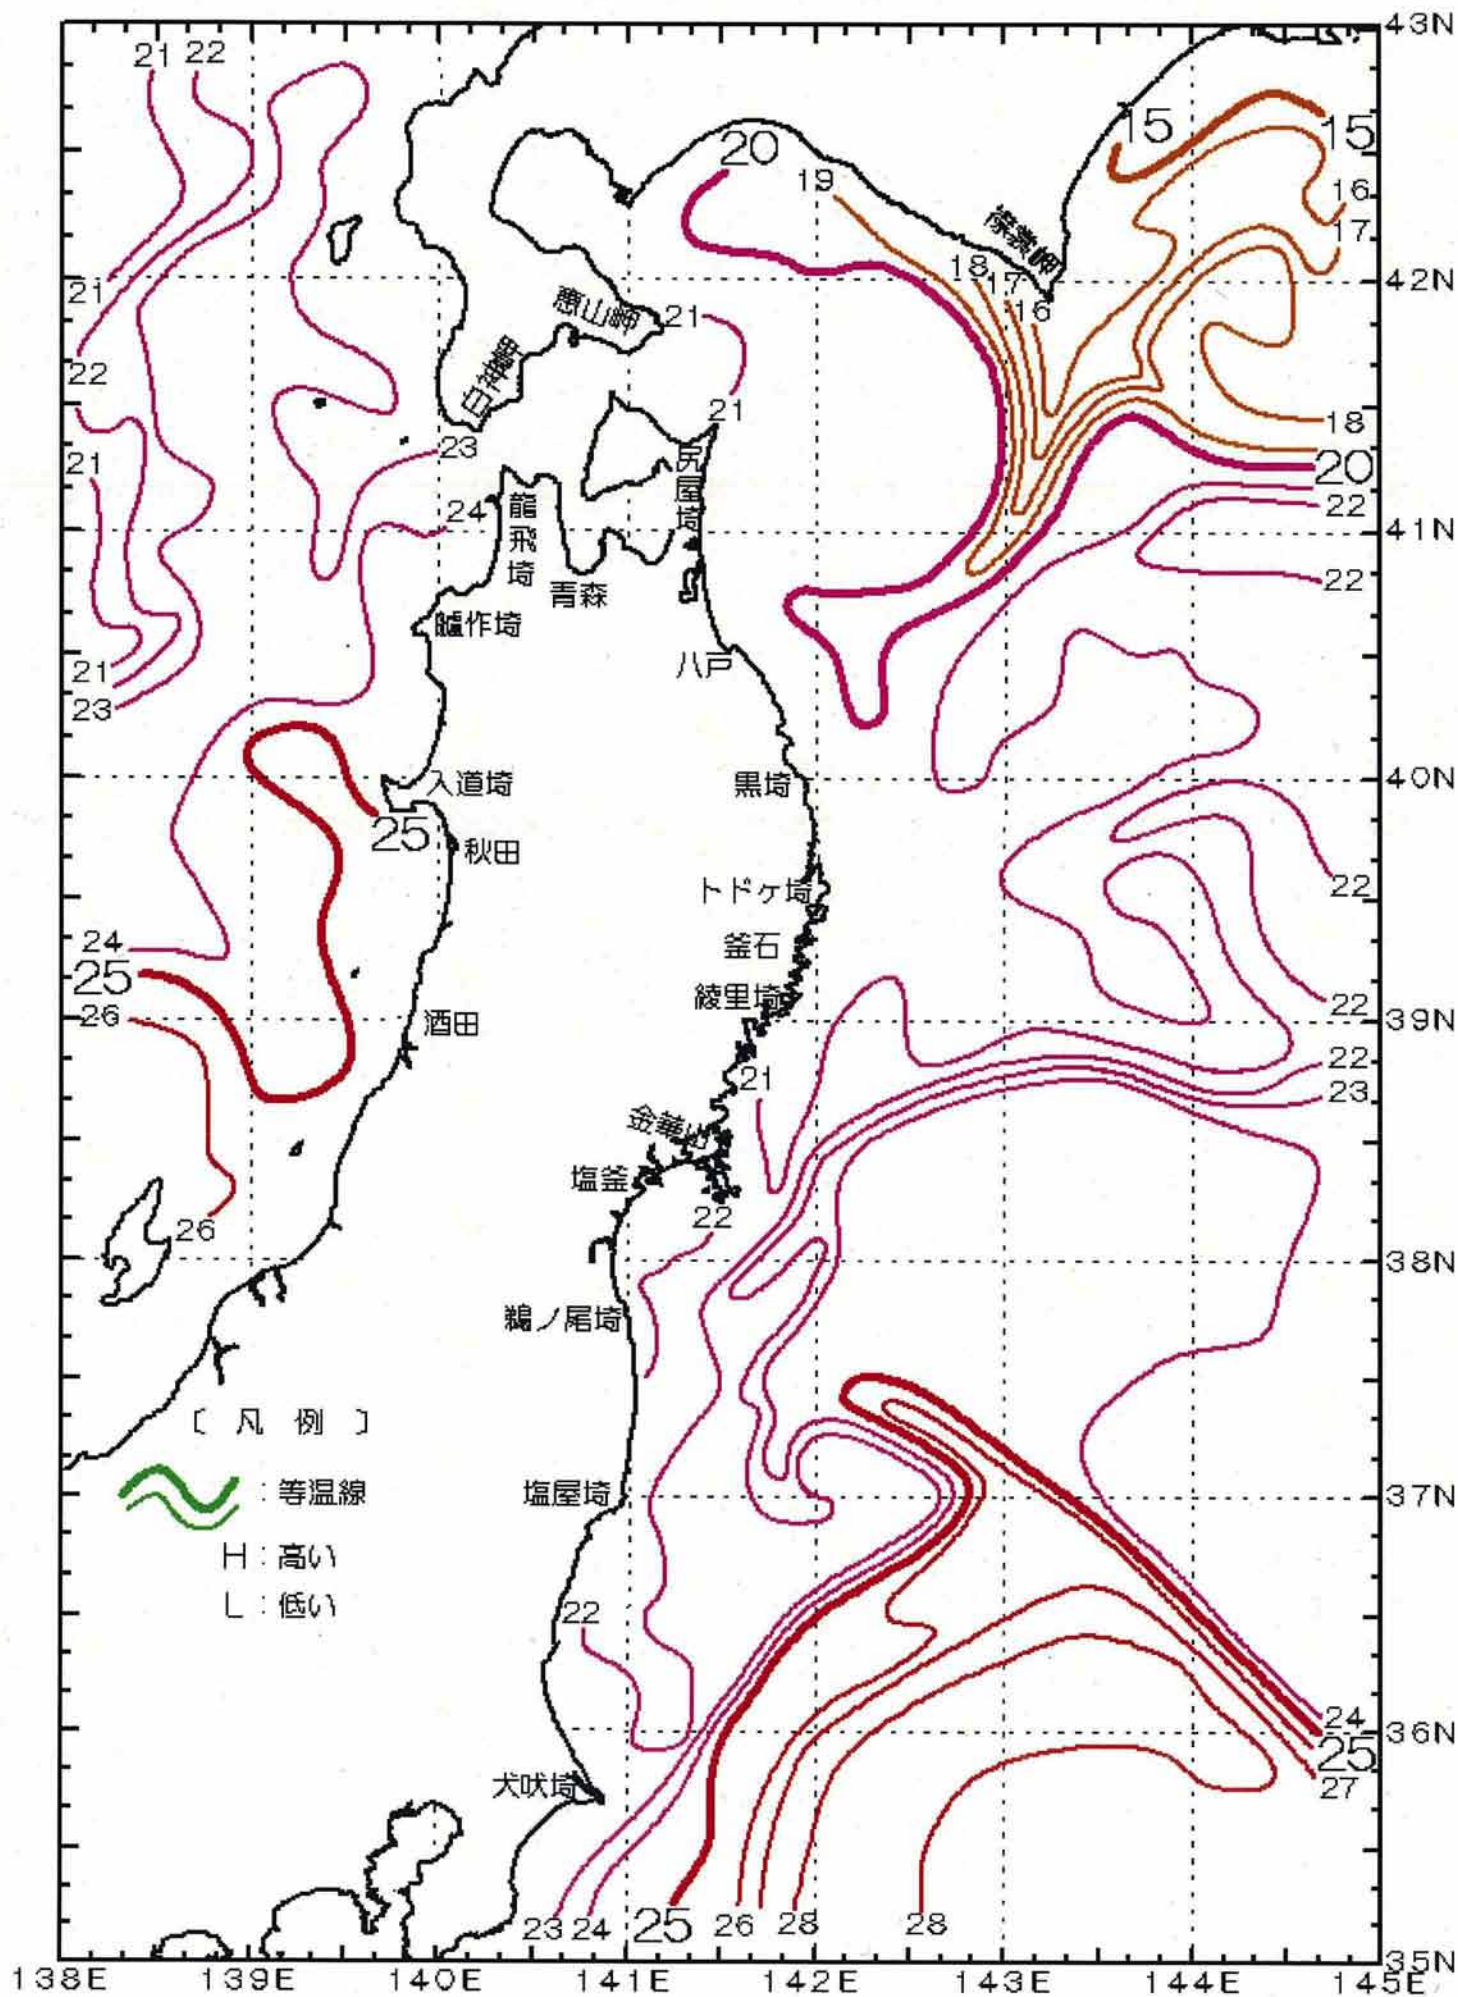 43N
21 22
20
15
15
19
16
17
襟裳岬
18
17
16
42N
21
恵山岬
21
22
白神岬
21
18
23
20
21
尻屋埼
24
龍飛埼
22
41N
青森
22
艫作埼
八戸
21
23
入道埼
黒埼
40N
25
秋田
22
トドヶ埼
24
釜石
25
綾里埼
22
26
酒田
39N
22
21
23
金華山
塩釜
22
26
38N
鵜ノ尾埼
〔 凡 例 〕
: 等温線
塩屋埼
37N
H : 高い
L : 低い
22
24
36N
25
犬吠埼
27
23 24 25 26 28 28
35N
138E 139E 140E 141E 142E 143E 144E 145E